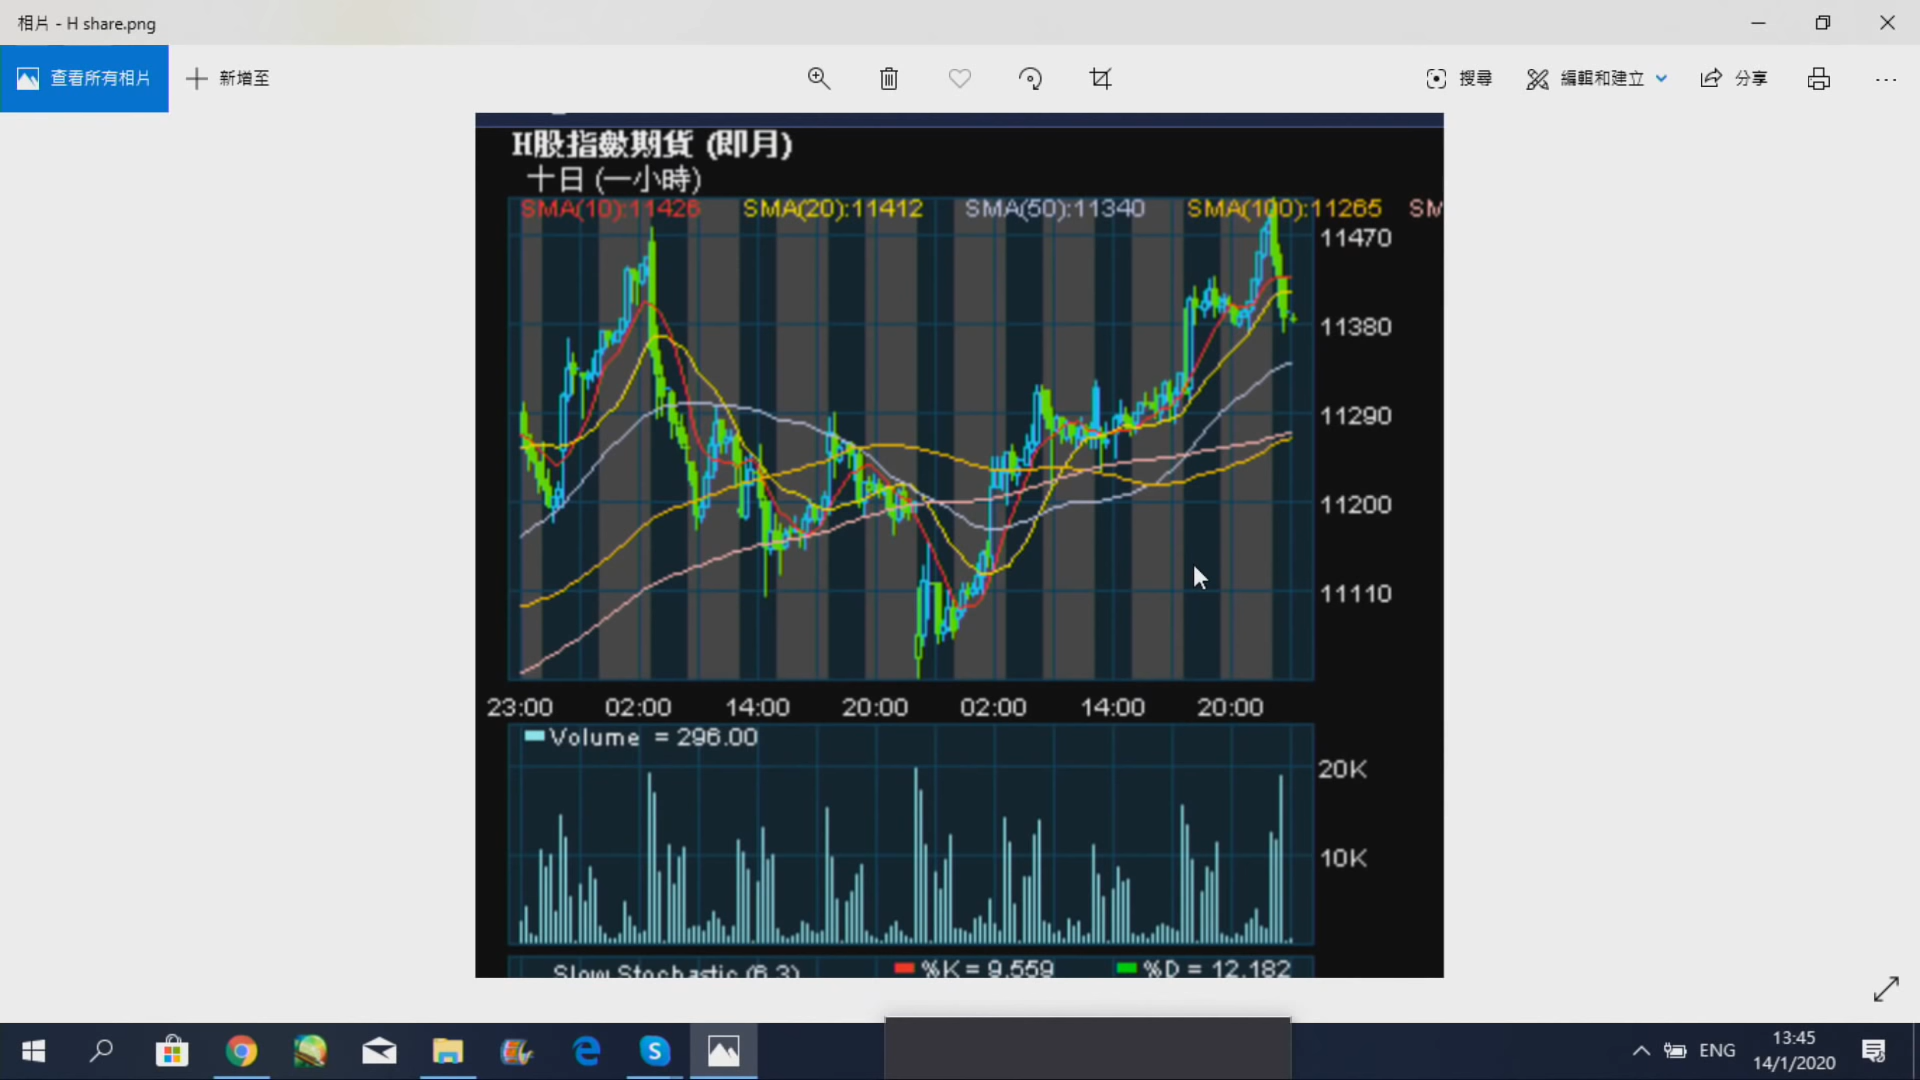 相片 - H share.png
查看所有相片
新增至
搜尋
編輯和建立
分享
H股指數期貨 (即月)
十日 (一小時)
SMA(10):11426 SMA(20):11412 SMA(50):11340 SMA(100):11265 SM
11470
11380
11290
11200
11110
23:00 02:00 14:00 20:00 02:00 14:00 20:00
Volume = 296.00
20K
10K
Slow Stochastic (6,3) %K = 9.559 %D = 12.182
ENG
13:45
14/1/2020